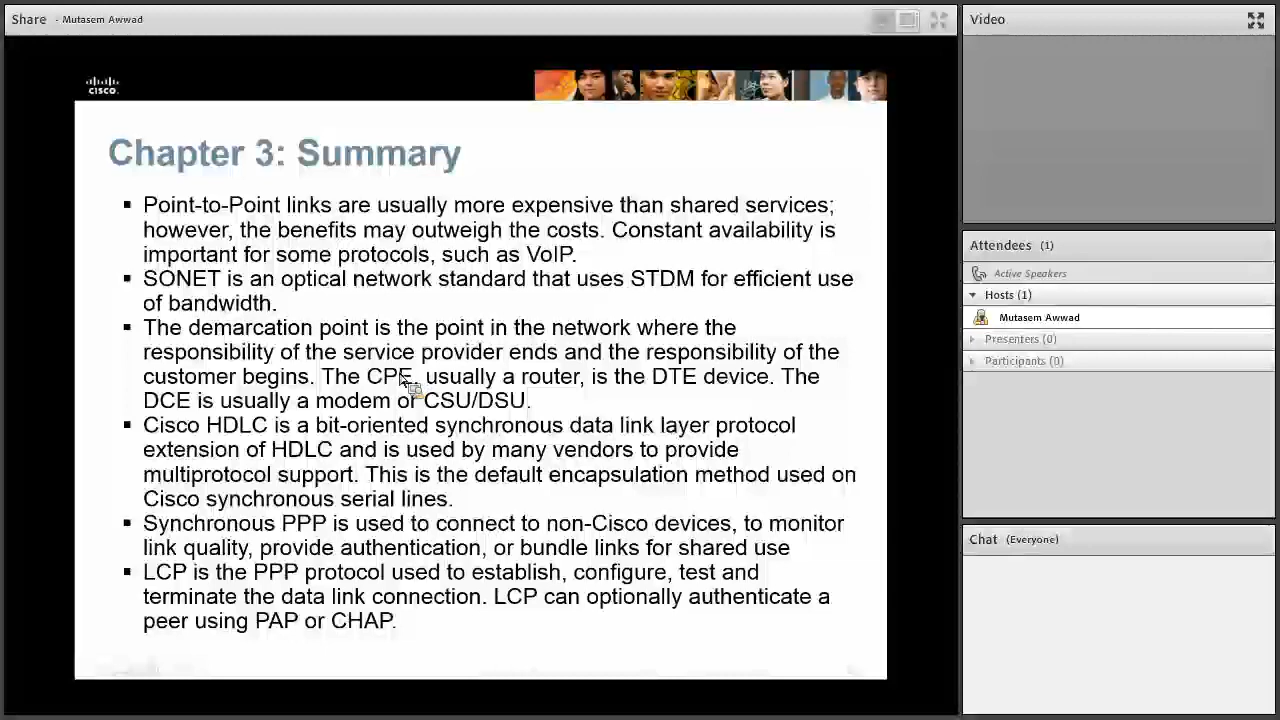 Share - Mutasem Awwad
Video
CISCO.
Chapter 3: Summary
▪ Point-to-Point links are usually more expensive than shared services;
however, the benefits may outweigh the costs. Constant availability is
important for some protocols, such as VoIP.
▪ SONET is an optical network standard that uses STDM for efficient use
of bandwidth.
▪ The demarcation point is the point in the network where the
responsibility of the service provider ends and the responsibility of the
customer begins. The CPE, usually a router, is the DTE device. The
DCE is usually a modem or CSU/DSU.
▪ Cisco HDLC is a bit-oriented synchronous data link layer protocol
extension of HDLC and is used by many vendors to provide
multiprotocol support. This is the default encapsulation method used on
Cisco synchronous serial lines.
▪ Synchronous PPP is used to connect to non-Cisco devices, to monitor
link quality, provide authentication, or bundle links for shared use
▪ LCP is the PPP protocol used to establish, configure, test and
terminate the data link connection. LCP can optionally authenticate a
peer using PAP or CHAP.
Attendees (1)
Active Speakers
Hosts (1)
Mutasem Awwad
Presenters (0)
Participants (0)
Chat (Everyone)